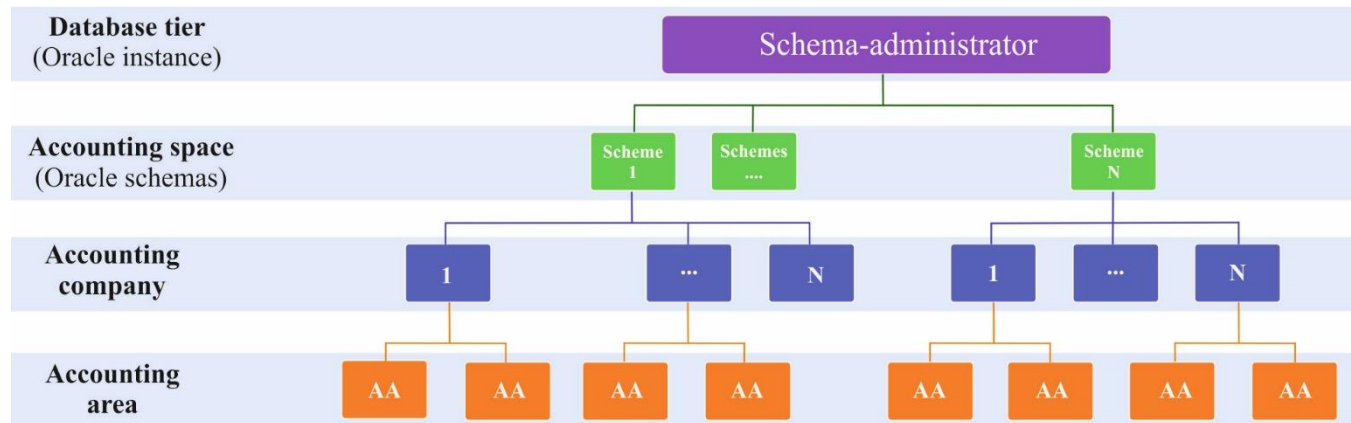 Database tier
(Oracle instance)
Schema-administrator
Accounting space
(Oracle schemas)
Scheme
1
Schemes
....
Scheme
N
Accounting
company
1
...
N
1
...
N
Accounting
area
AA
AA
AA
AA
AA
AA
AA
AA